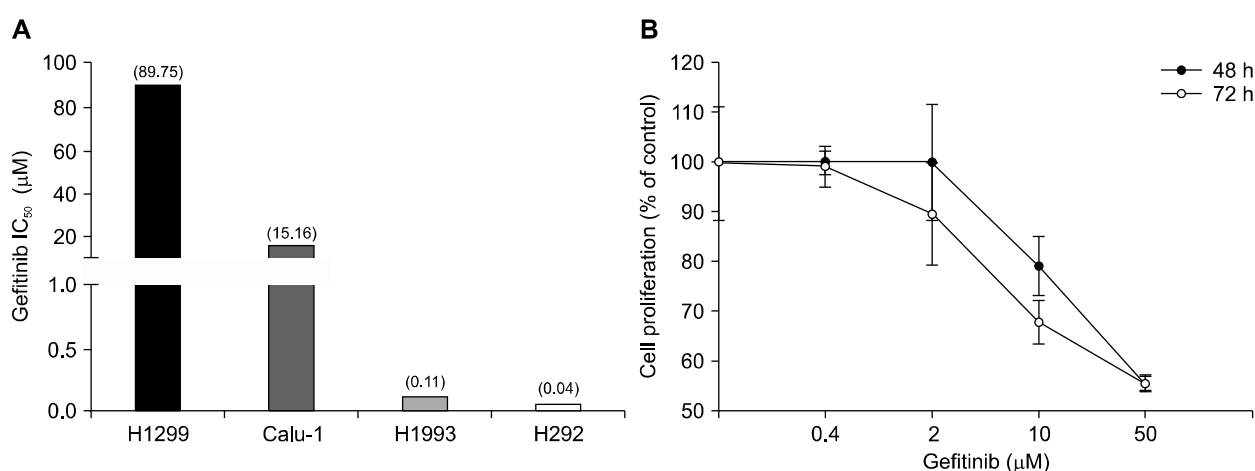 A
Gefitinib IC50 (μM)
100
80
60
40
20
1.0
0.5
0.0
(89.75)
(15.16)
(0.11)
(0.04)
H1299 Calu-1 H1993 H292
B
Cell proliferation (% of control)
120
110
100
90
80
70
60
50
48 h
72 h
0.4 2 10 50
Gefitinib (μM)